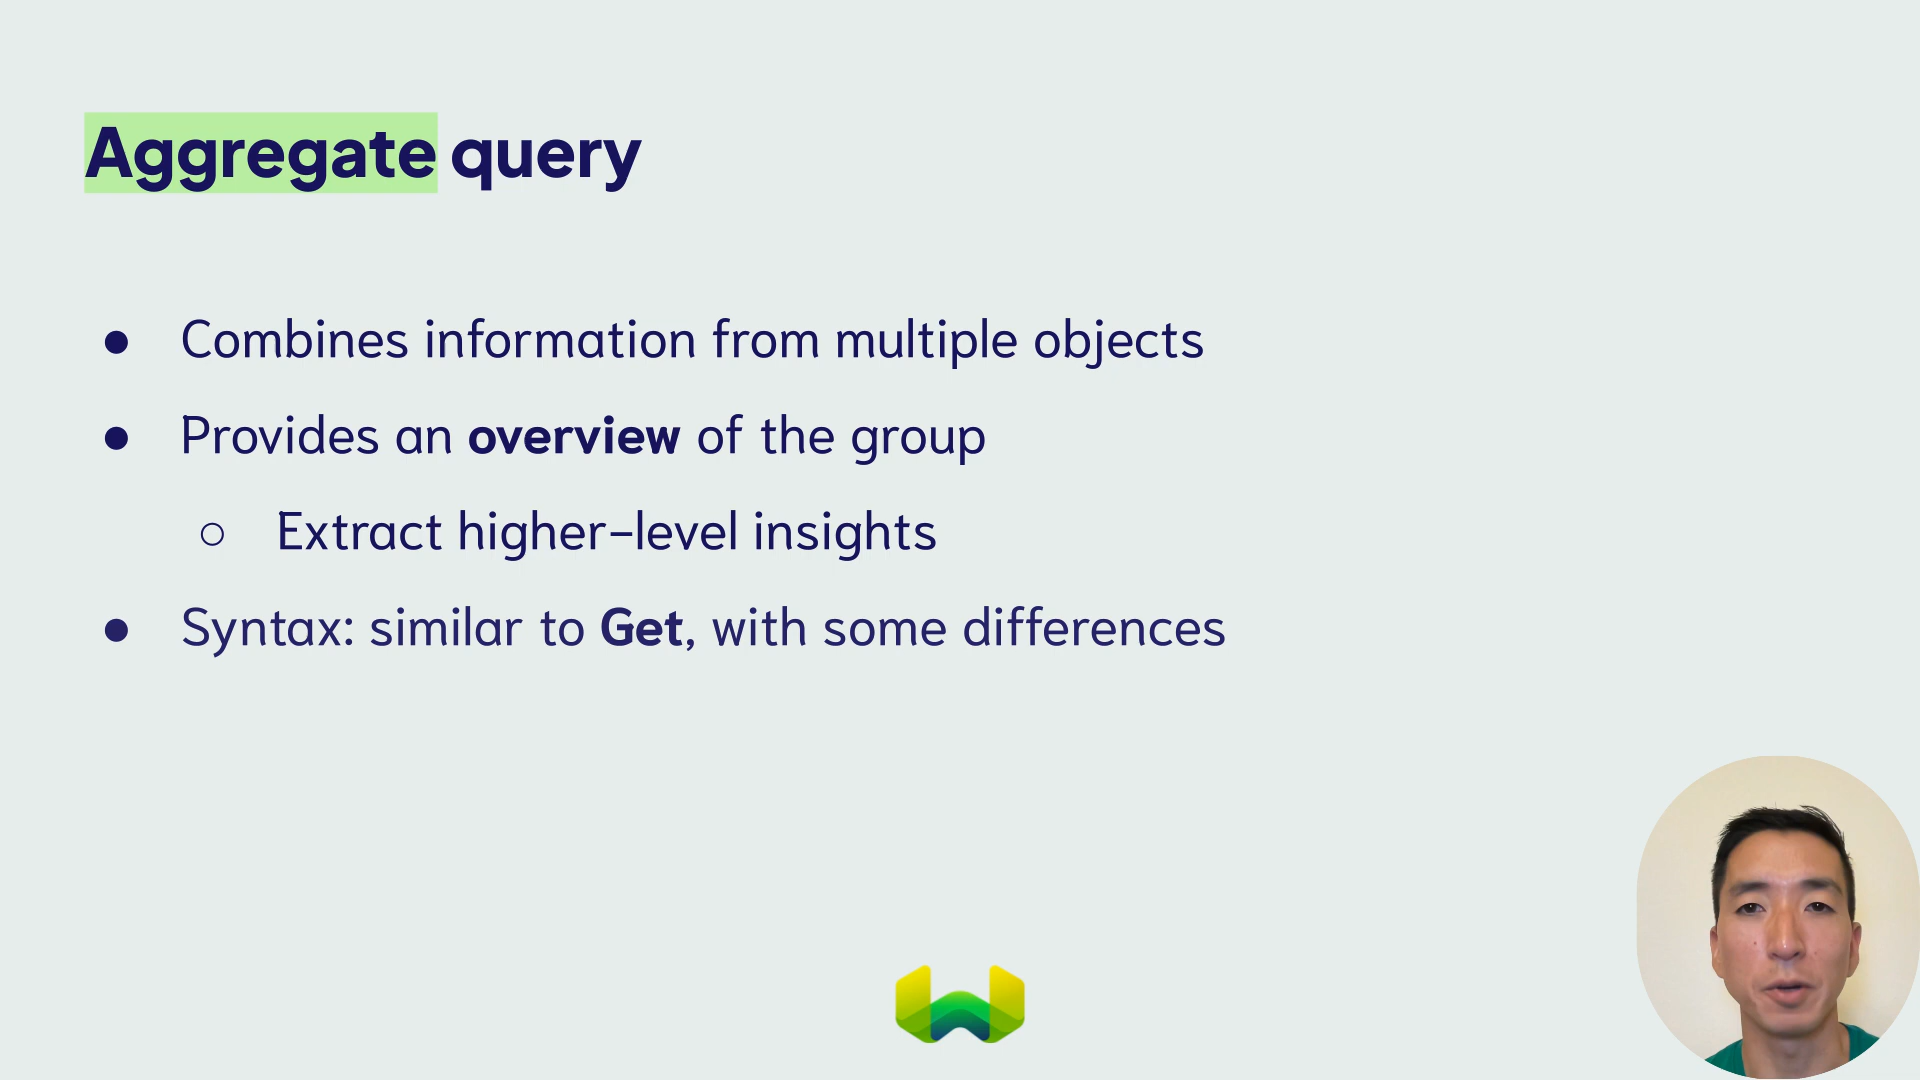 Aggregate query
● Combines information from multiple objects
● Provides an overview of the group
○ Extract higher-level insights
● Syntax: similar to Get, with some differences